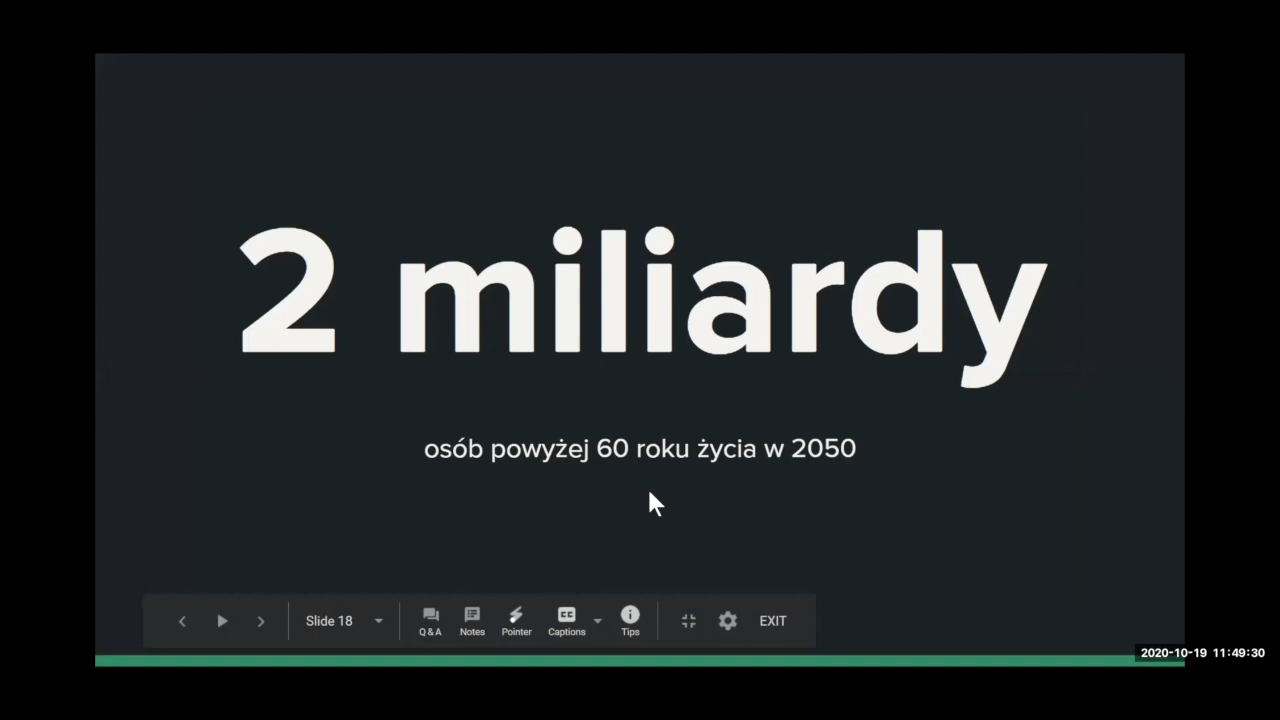 2 miliardy
osób powyżej 60 roku życia w 2050
Slide 18
Q&A
Notes
Pointer
Captions
Tips
EXIT
2020-10-19 11:49:30